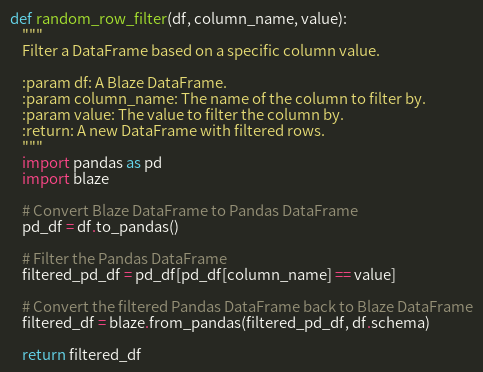 def random_row_filter(df, column_name, value):
    """
    Filter a DataFrame based on a specific column value.

    :param df: A Blaze DataFrame.
    :param column_name: The name of the column to filter by.
    :param value: The value to filter the column by.
    :return: A new DataFrame with filtered rows.
    """
    import pandas as pd
    import blaze

    # Convert Blaze DataFrame to Pandas DataFrame
    pd_df = df.to_pandas()

    # Filter the Pandas DataFrame
    filtered_pd_df = pd_df[pd_df[column_name] == value]

    # Convert the filtered Pandas DataFrame back to Blaze DataFrame
    filtered_df = blaze.from_pandas(filtered_pd_df, df.schema)

    return filtered_df